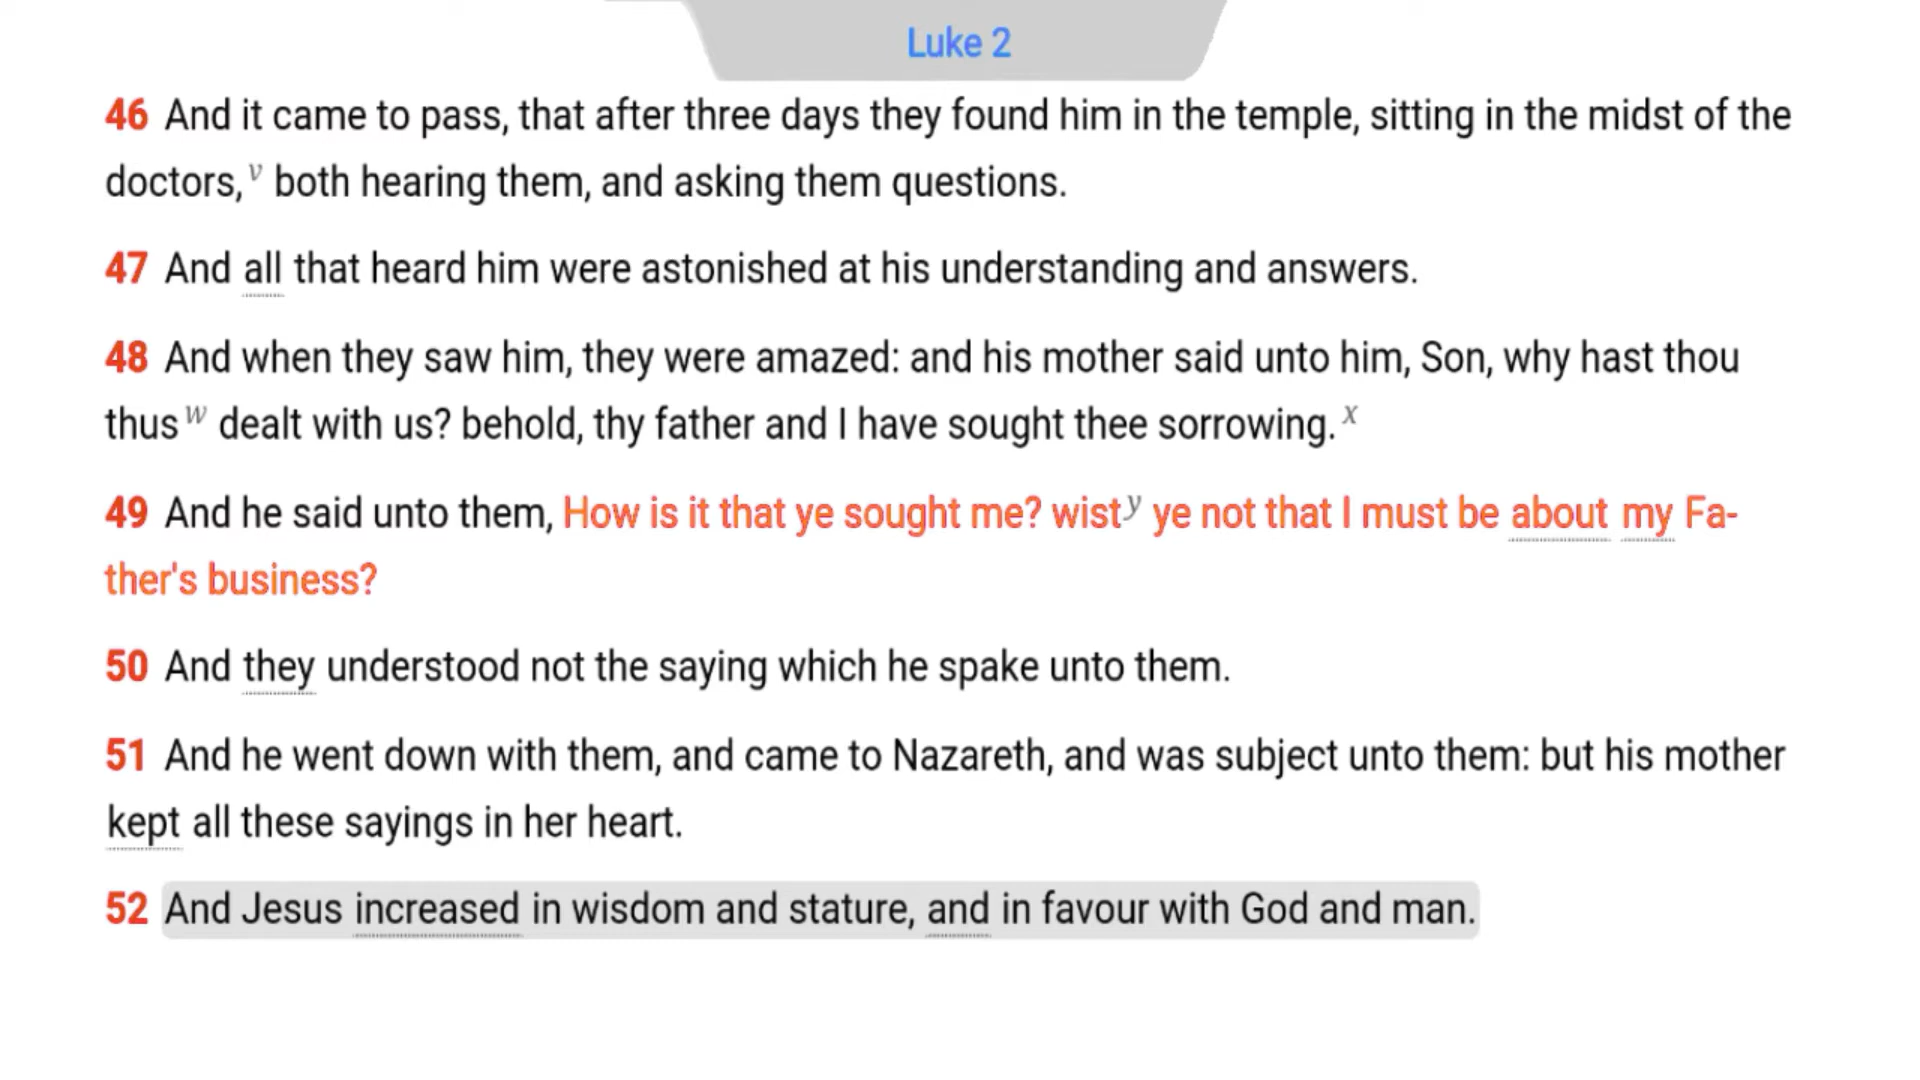 Luke 2
46 And it came to pass, that after three days they found him in the temple, sitting in the midst of the
doctors, v both hearing them, and asking them questions.
47 And all that heard him were astonished at his understanding and answers.
48 And when they saw him, they were amazed: and his mother said unto him, Son, why hast thou
thus w dealt with us? behold, thy father and I have sought thee sorrowing. x
49 And he said unto them, How is it that ye sought me? wist y ye not that I must be about my Fa-
ther's business?
50 And they understood not the saying which he spake unto them.
51 And he went down with them, and came to Nazareth, and was subject unto them: but his mother
kept all these sayings in her heart.
52 And Jesus increased in wisdom and stature, and in favour with God and man.